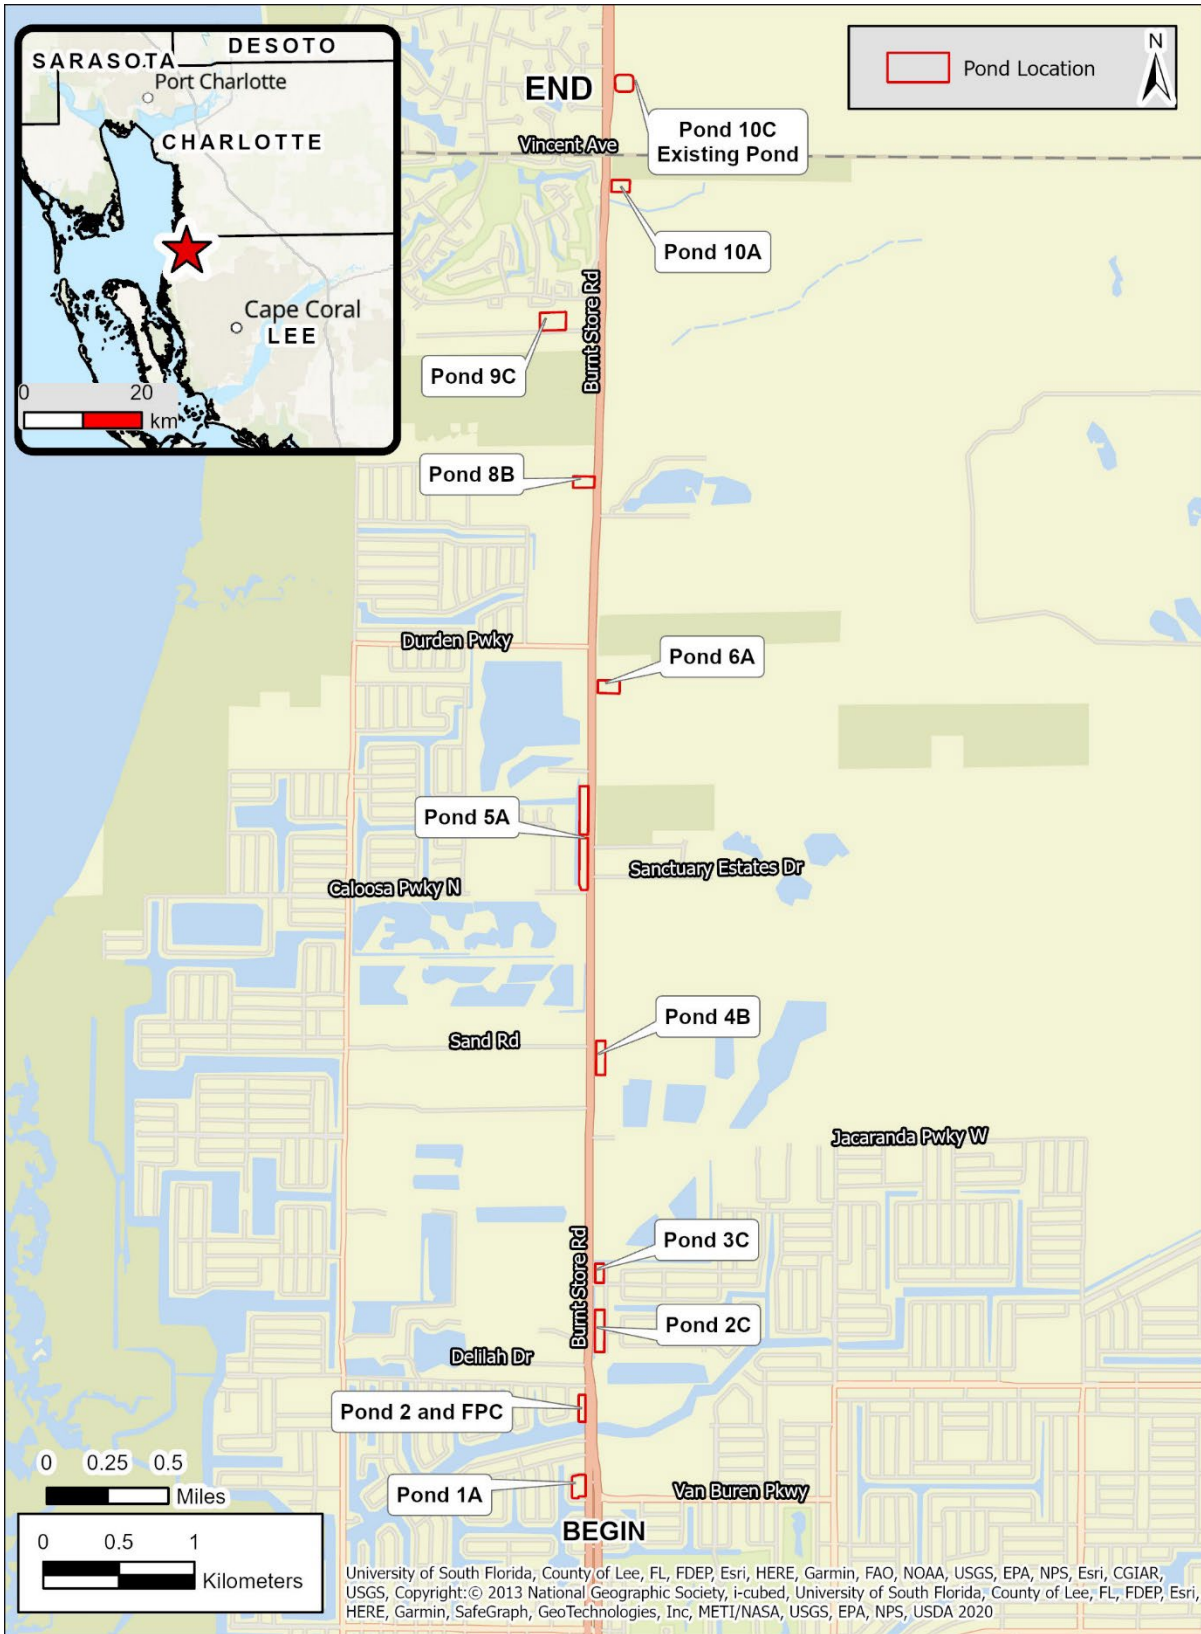 DESOTO
SARASOTA
Port Charlotte
CHARLOTTE
Cape Coral
LEE
0 20
km
END
Pond Location
N
Pond 10C
Existing Pond
Vincent Ave
Pond 10A
Burnt Store Rd
Pond 9C
Pond 8B
Durden Pwky
Pond 6A
Pond 5A
Sanctuary Estates Dr
Caloosa Pwky N
Pond 4B
Sand Rd
Jacaranda Pwky W
Pond 3C
Burnt Store Rd
Pond 2C
Delilah Dr
Pond 2 and FPC
0 0.25 0.5
Miles
Pond 1A
Van Buren Pkwy
BEGIN
0 0.5 1
Kilometers
University of South Florida, County of Lee, FL, FDEP, Esri, HERE, Garmin, FAO, NOAA, USGS, EPA, NPS, Esri, CGIAR,
USGS, Copyright:© 2013 National Geographic Society, i-cubed, University of South Florida, County of Lee, FL, FDEP, Esri,
HERE, Garmin, SafeGraph, GeoTechnologies, Inc, METI/NASA, USGS, EPA, NPS, USDA 2020